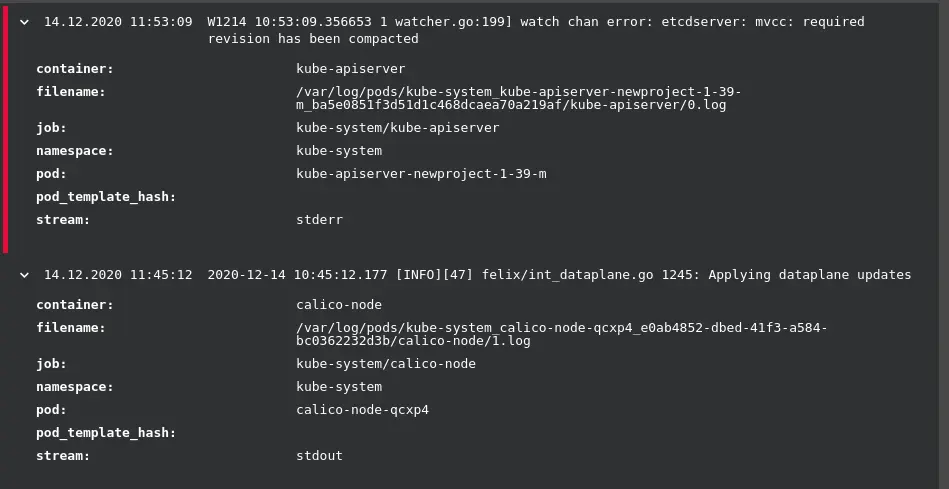 14.12.2020 11:53:09 W1214 10:53:09.356653 1 watcher.go:199] watch chan error: etcdserver: mvcc: required
revision has been compacted
container: kube-apiserver
filename: /var/log/pods/kube-system_kube-apiserver-newproject-1-39-
m_ba5e0851f3d51d1c468dcaea70a219af/kube-apiserver/0.log
job: kube-system/kube-apiserver
namespace: kube-system
pod: kube-apiserver-newproject-1-39-m
pod_template_hash:
stream: stderr
14.12.2020 11:45:12 2020-12-14 10:45:12.177 [INFO][47] felix/int_dataplane.go 1245: Applying dataplane updates
container: calico-node
filename: /var/log/pods/kube-system_calico-node-qcxp4_e0ab4852-dbed-41f3-a584-
bc0362232d3b/calico-node/1.log
job: kube-system/calico-node
namespace: kube-system
pod: calico-node-qcxp4
pod_template_hash:
stream: stdout